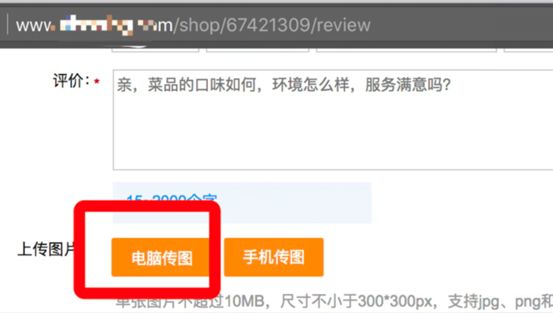 www. m/shop/67421309/review
评价：*
亲，菜品的口味如何，环境怎么样，服务满意吗？
15-2000个字
上传图片
电脑传图
手机传图
单张图片不超过10MB，尺寸不小于300*300px，支持jpg、png和